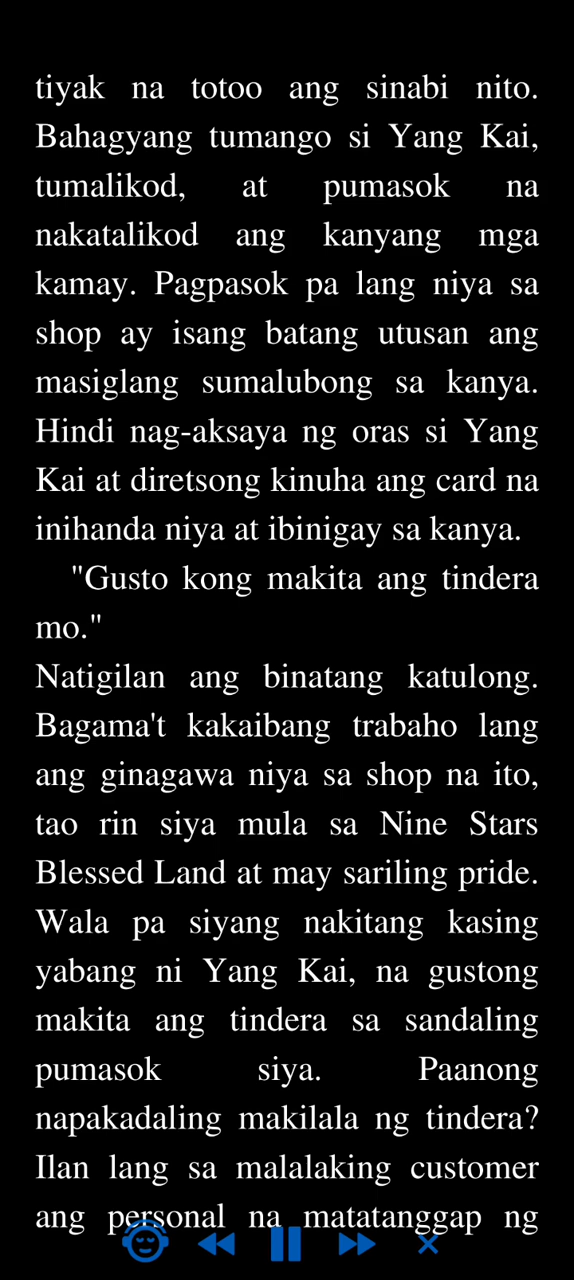 tiyak na totoo ang sinabi nito.
Bahagyang tumango si Yang Kai,
tumalikod, at pumasok na
nakatalikod ang kanyang mga
kamay. Pagpasok pa lang niya sa
shop ay isang batang utusan ang
masiglang sumalubong sa kanya.
Hindi nag-aksaya ng oras si Yang
Kai at diretsong kinuha ang card na
inihanda niya at ibinigay sa kanya.
"Gusto kong makita ang tindera
mo."
Natigilan ang binatang katulong.
Bagama't kakaibang trabaho lang
ang ginagawa niya sa shop na ito,
tao rin siya mula sa Nine Stars
Blessed Land at may sariling pride.
Wala pa siyang nakitang kasing
yabang ni Yang Kai, na gustong
makita ang tindera sa sandaling
pumasok siya. Paanong
napakadaling makilala ng tindera?
Ilan lang sa malalaking customer
ang personal na matatanggap ng